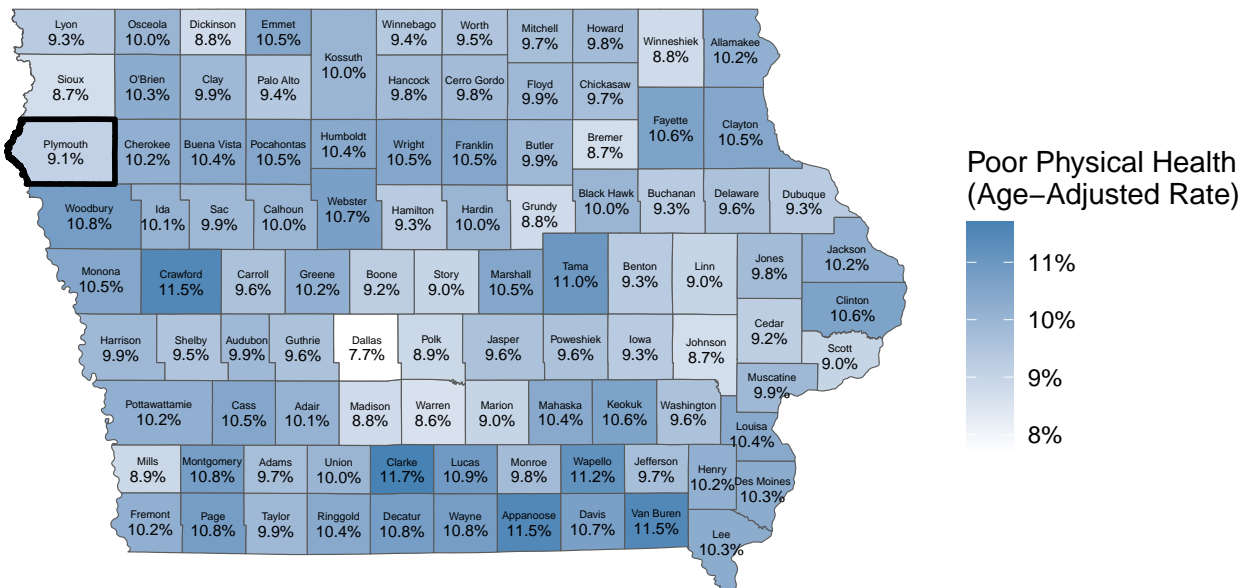 Lyon
9.3%
Osceola
10.0%
Dickinson
8.8%
Emmet
10.5%
Kossuth
10.0%
Winnebago
9.4%
Worth
9.5%
Mitchell
9.7%
Howard
9.8%
Winneshiek
8.8%
Allamakee
10.2%
Sioux
8.7%
O'Brien
10.3%
Clay
9.9%
Palo Alto
9.4%
Hancock
9.8%
Cerro Gordo
9.8%
Floyd
9.9%
Chickasaw
9.7%
Fayette
10.6%
Clayton
10.5%
Plymouth
9.1%
Cherokee
10.2%
Buena Vista
10.4%
Pocahontas
10.5%
Humboldt
10.4%
Wright
10.5%
Franklin
10.5%
Butler
9.9%
Bremer
8.7%
Poor Physical Health
(Age−Adjusted Rate)
Woodbury
10.8%
Ida
10.1%
Sac
9.9%
Calhoun
10.0%
Webster
10.7%
Hamilton
9.3%
Hardin
10.0%
Grundy
8.8%
Black Hawk
10.0%
Buchanan
9.3%
Delaware
9.6%
Dubuque
9.3%
Monona
10.5%
Crawford
11.5%
Carroll
9.6%
Greene
10.2%
Boone
9.2%
Story
9.0%
Marshall
10.5%
Tama
11.0%
Benton
9.3%
Linn
9.0%
Jones
9.8%
Jackson
10.2%
Clinton
10.6%
11%
10%
9%
8%
Harrison
9.9%
Shelby
9.5%
Audubon
9.9%
Guthrie
9.6%
Dallas
7.7%
Polk
8.9%
Jasper
9.6%
Poweshiek
9.6%
Iowa
9.3%
Johnson
8.7%
Cedar
9.2%
Scott
9.0%
Muscatine
9.9%
Pottawattamie
10.2%
Cass
10.5%
Adair
10.1%
Madison
8.8%
Warren
8.6%
Marion
9.0%
Mahaska
10.4%
Keokuk
10.6%
Washington
9.6%
Louisa
10.4%
Mills
8.9%
Montgomery
10.8%
Adams
9.7%
Union
10.0%
Clarke
11.7%
Lucas
10.9%
Monroe
9.8%
Wapello
11.2%
Jefferson
9.7%
Henry
10.2%
Des Moines
10.3%
Fremont
10.2%
Page
10.8%
Taylor
9.9%
Ringgold
10.4%
Decatur
10.8%
Wayne
10.8%
Appanoose
11.5%
Davis
10.7%
Van Buren
11.5%
Lee
10.3%